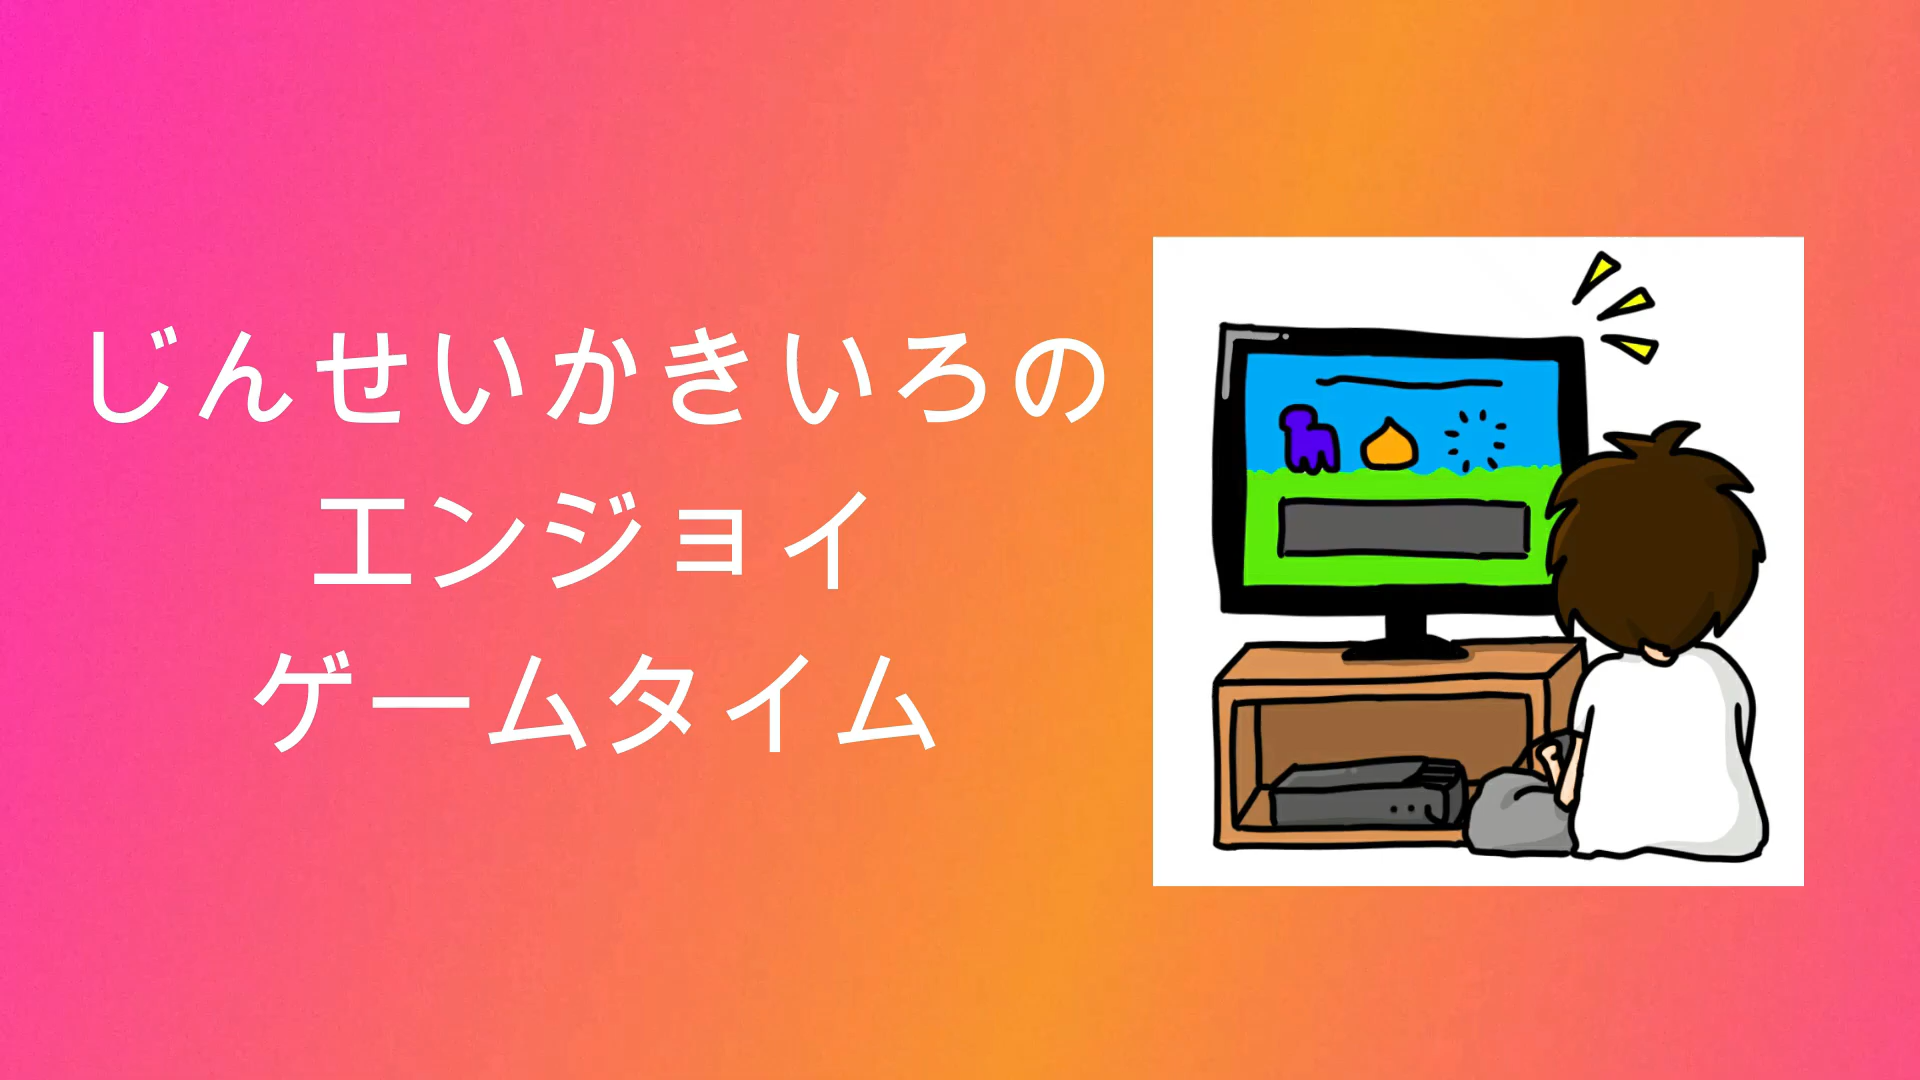 じんせいかきいろの
エンジョイ
ゲームタイム